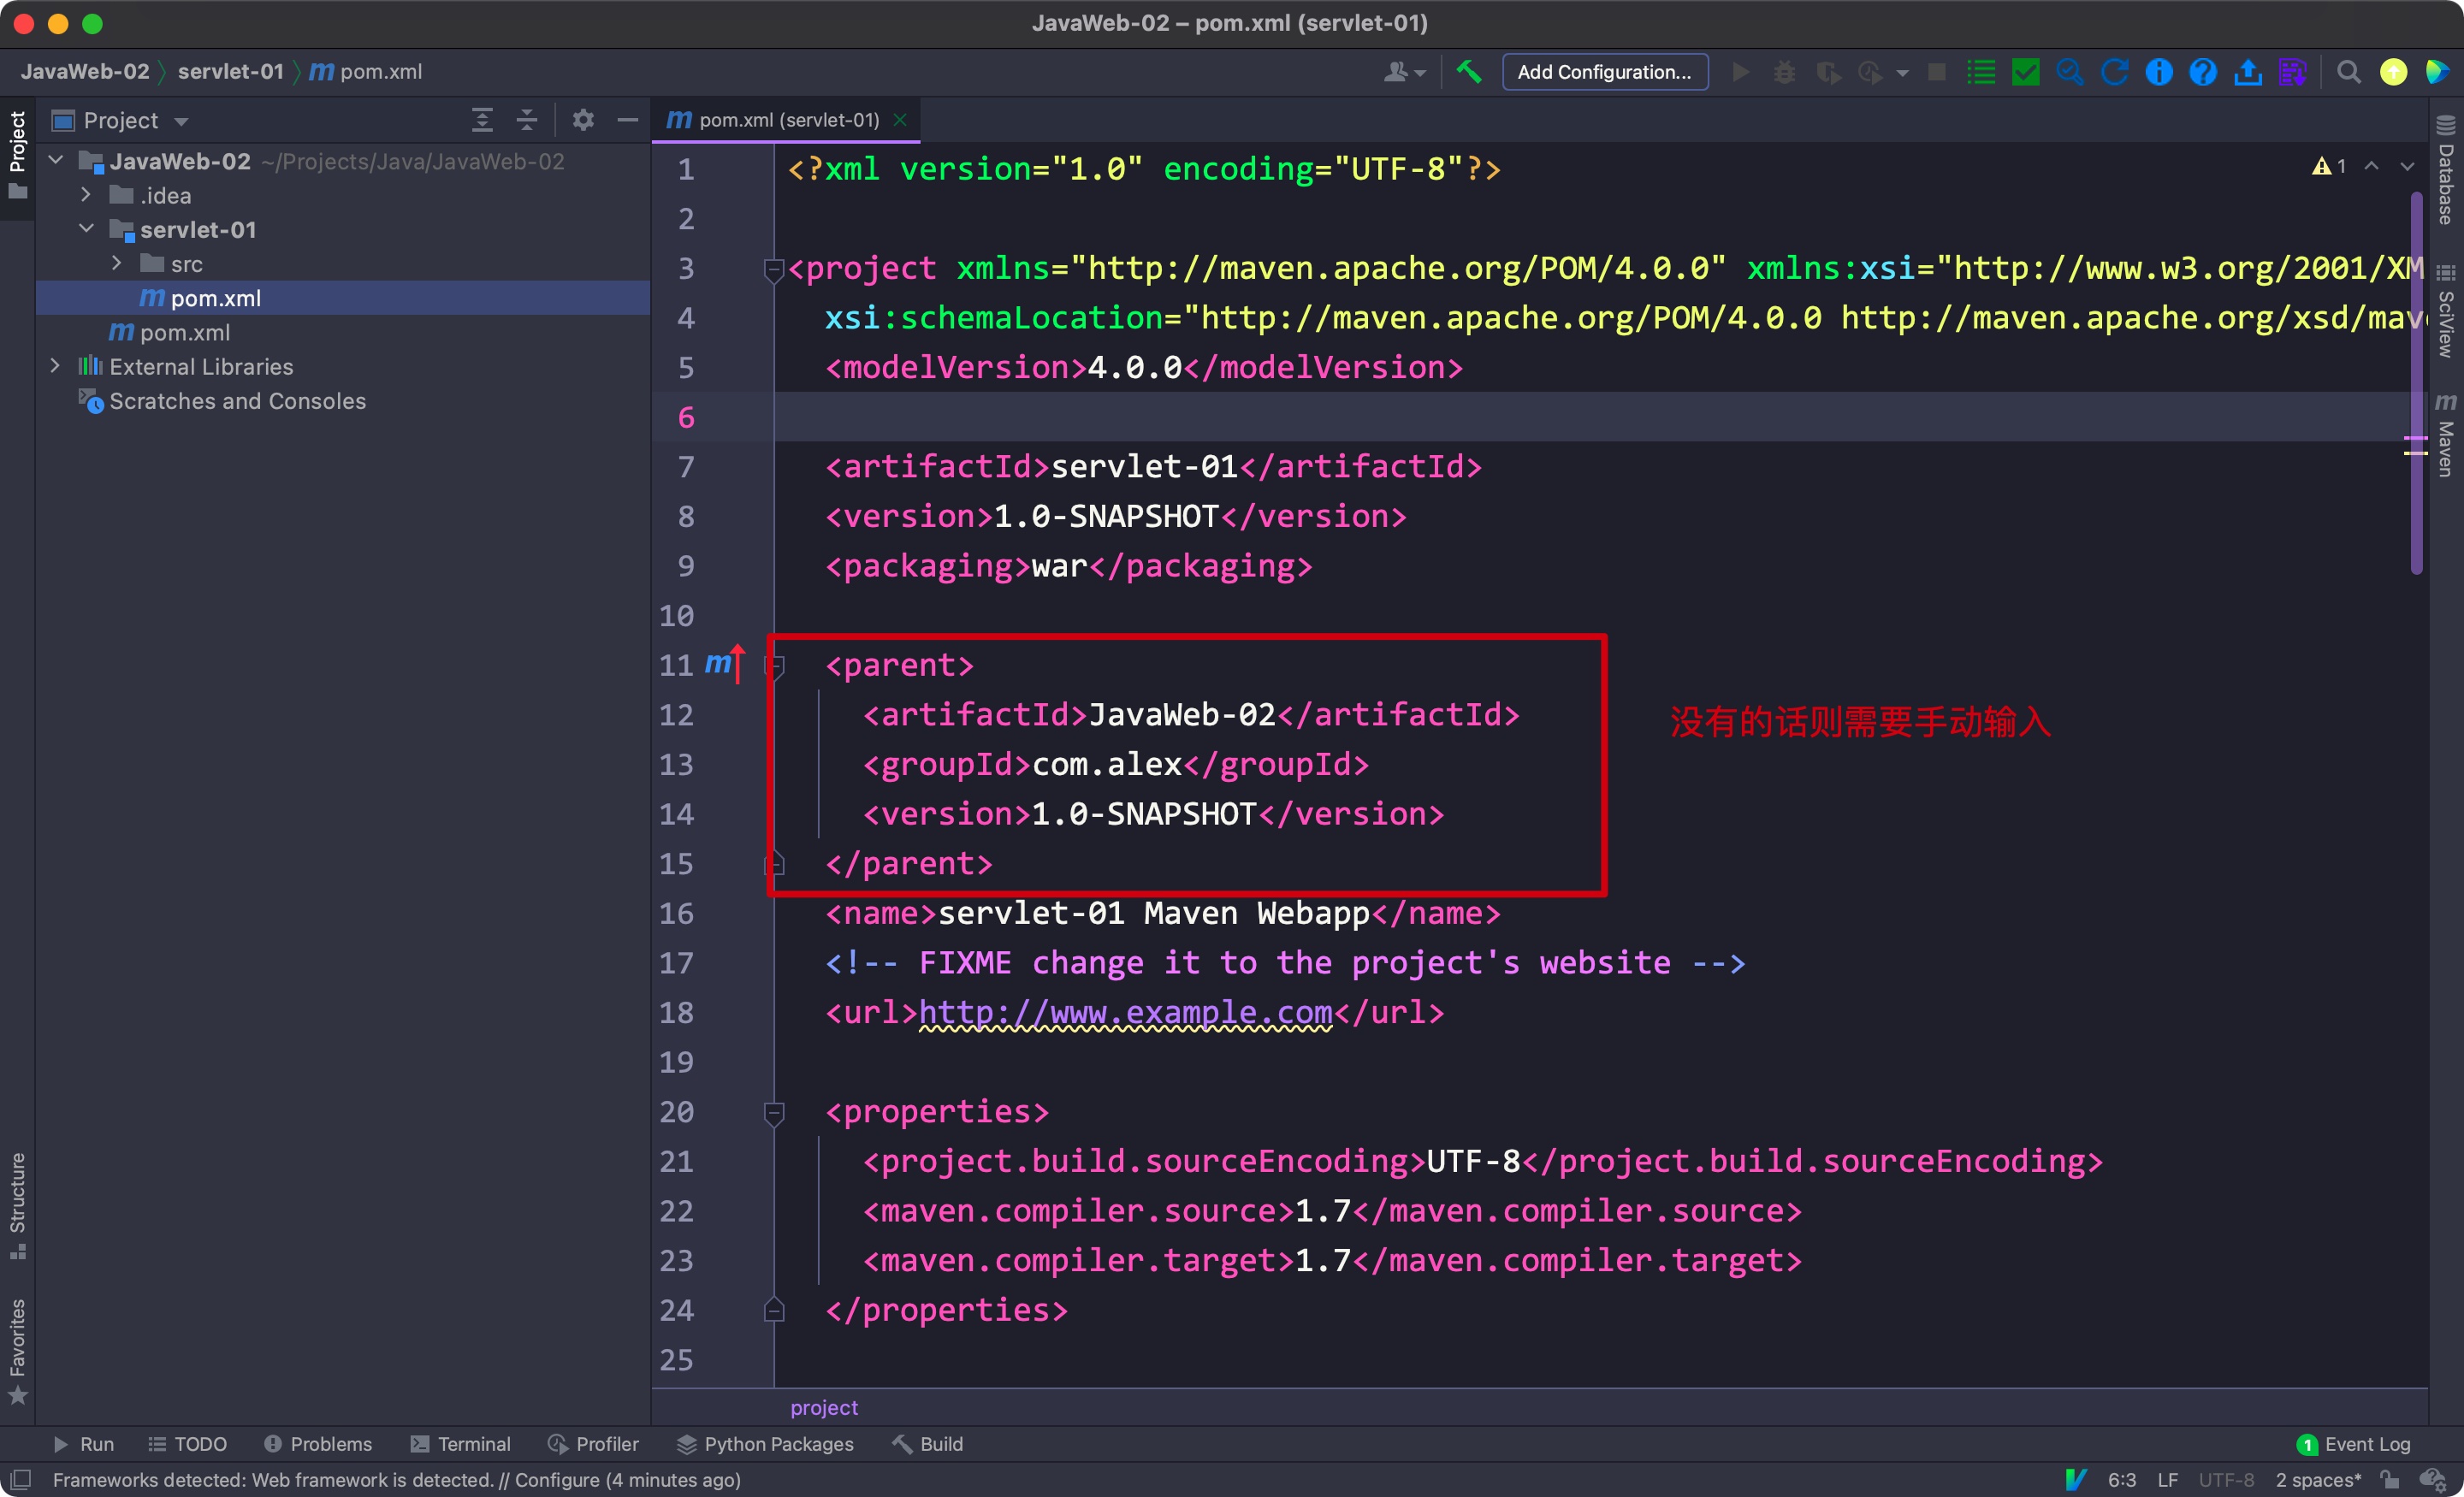 JavaWeb-02 – pom.xml (servlet-01)
JavaWeb-02 servlet-01 pom.xml
Add Configuration...
Project
Project
JavaWeb-02 ~/Projects/Java/JavaWeb-02
.idea
servlet-01
src
pom.xml
pom.xml
External Libraries
Scratches and Consoles
Structure
Favorites
pom.xml (servlet-01)
1 <?xml version="1.0" encoding="UTF-8"?>
2
3 <project xmlns="http://maven.apache.org/POM/4.0.0" xmlns:xsi="http://www.w3.org/2001/XM
4 xsi:schemaLocation="http://maven.apache.org/POM/4.0.0 http://maven.apache.org/xsd/mav
5 <modelVersion>4.0.0</modelVersion>
6
7 <artifactId>servlet-01</artifactId>
8 <version>1.0-SNAPSHOT</version>
9 <packaging>war</packaging>
10
11 <parent>
12 <artifactId>JavaWeb-02</artifactId>
没有的话则需要手动输入
13 <groupId>com.alex</groupId>
14 <version>1.0-SNAPSHOT</version>
15 </parent>
16 <name>servlet-01 Maven Webapp</name>
17 <!-- FIXME change it to the project's website -->
18 <url>http://www.example.com</url>
19
20 <properties>
21 <project.build.sourceEncoding>UTF-8</project.build.sourceEncoding>
22 <maven.compiler.source>1.7</maven.compiler.source>
23 <maven.compiler.target>1.7</maven.compiler.target>
24 </properties>
25
project
1
Database
SciView
Maven
Run TODO Problems Terminal Profiler Python Packages Build
1 Event Log
Frameworks detected: Web framework is detected. // Configure (4 minutes ago)
6:3 LF UTF-8 2 spaces*